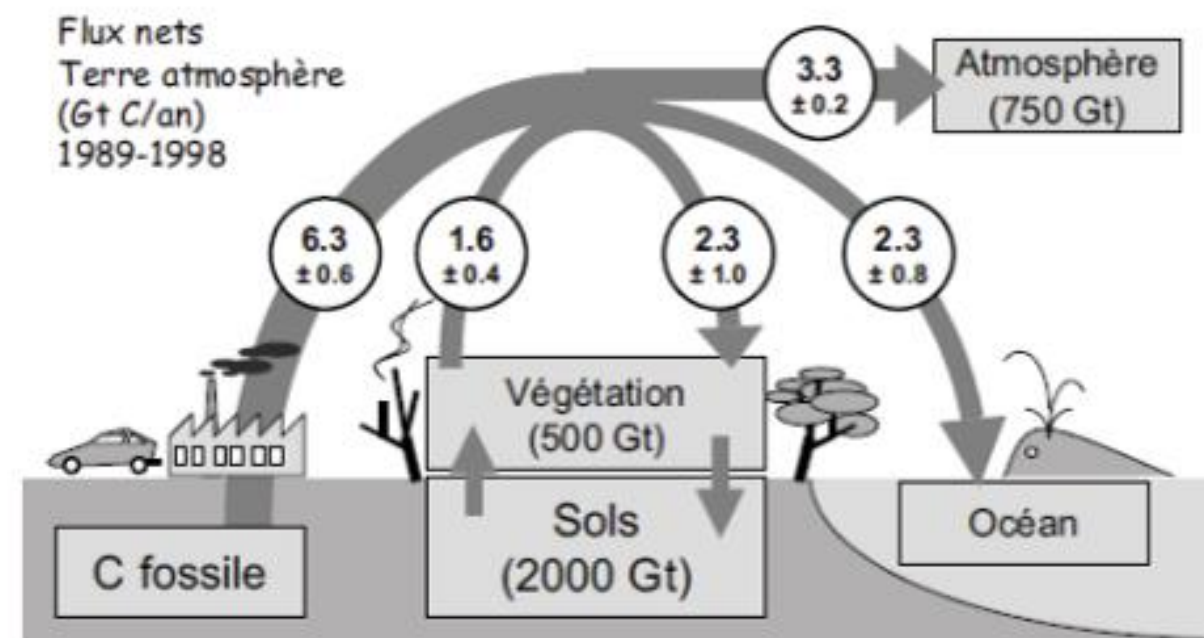 Flux nets
Terre atmosphère
(Gt C/an)
1989-1998
3.3
± 0.2
Atmosphère
(750 Gt)
6.3
± 0.6
1.6
± 0.4
2.3
± 1.0
2.3
± 0.8
Végétation
(500 Gt)
Sols
(2000 Gt)
C fossile
Océan